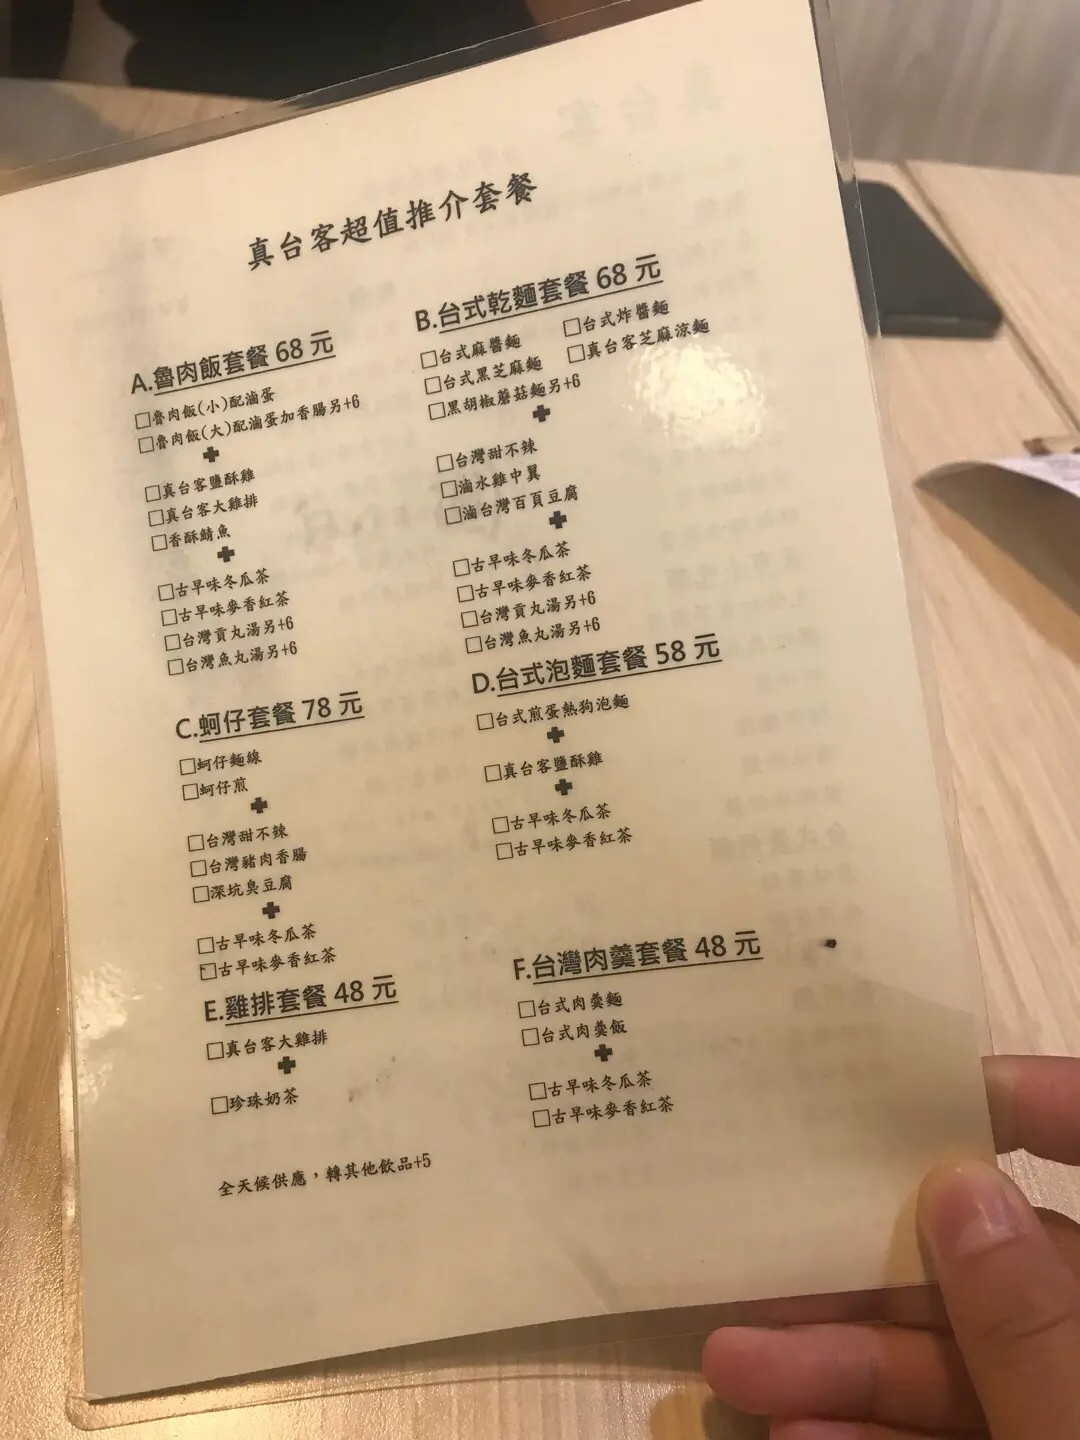 真台客超值推介套餐
A.魯肉飯套餐 68 元
□魯肉飯(小)配滷蛋
□魯肉飯(大)配滷蛋加香腸另+6
✚
□真台客鹽酥雞
□真台客大雞排
□香酥鯖魚
✚
□古早味冬瓜茶
□古早味麥香紅茶
□台灣貢丸湯另+6
□台灣魚丸湯另+6
B.台式乾麵套餐 68 元
□台式麻醬麵 □台式炸醬麵
□台式黑芝麻麵 □真台客芝麻涼麵
□黑胡椒蘑菇麵另+6
✚
□台灣甜不辣
□滷水雞中翼
□滷台灣百頁豆腐
✚
□古早味冬瓜茶
□古早味麥香紅茶
□台灣貢丸湯另+6
□台灣魚丸湯另+6
C.蚵仔套餐 78 元
□蚵仔麵線
□蚵仔煎
✚
□台灣甜不辣
□台灣豬肉香腸
□深坑臭豆腐
✚
□古早味冬瓜茶
□古早味麥香紅茶
D.台式泡麵套餐 58 元
□台式煎蛋熱狗泡麵
✚
□真台客鹽酥雞
✚
□古早味冬瓜茶
□古早味麥香紅茶
E.雞排套餐 48 元
□真台客大雞排
✚
□珍珠奶茶
F.台灣肉羹套餐 48 元
□台式肉羹麵
□台式肉羹飯
✚
□古早味冬瓜茶
□古早味麥香紅茶
全天候供應，轉其他飲品+5